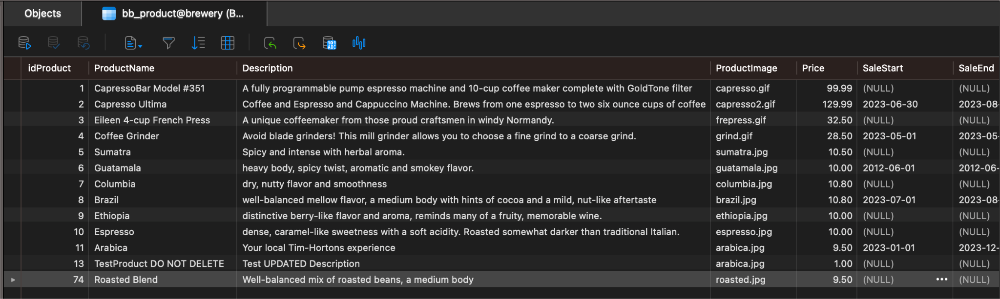 Objects bb_product@brewery (B...
101
ABC
idProduct ProductName Description ProductImage Price SaleStart SaleEnd
1 CapressoBar Model #351 A fully programmable pump espresso machine and 10-cup coffee maker complete with GoldTone filter capresso.gif 99.99 (NULL) (NULL)
2 Capresso Ultima Coffee and Espresso and Cappuccino Machine. Brews from one espresso to two six ounce cups of coffee capresso2.gif 129.99 2023-06-30 2023-08-
3 Eileen 4-cup French Press A unique coffeemaker from those proud craftsmen in windy Normandy. frepress.gif 32.50 (NULL) (NULL)
4 Coffee Grinder Avoid blade grinders! This mill grinder allows you to choose a fine grind to a coarse grind. grind.gif 28.50 2023-05-01 2023-05-
5 Sumatra Spicy and intense with herbal aroma. sumatra.jpg 10.50 (NULL) (NULL)
6 Guatamala heavy body, spicy twist, aromatic and smokey flavor. guatamala.jpg 10.00 2012-06-01 2012-06-
7 Columbia dry, nutty flavor and smoothness columbia.jpg 10.80 (NULL) (NULL)
8 Brazil well-balanced mellow flavor, a medium body with hints of cocoa and a mild, nut-like aftertaste brazil.jpg 10.80 2023-07-01 2023-08-
9 Ethiopia distinctive berry-like flavor and aroma, reminds many of a fruity, memorable wine. ethiopia.jpg 10.00 (NULL) (NULL)
10 Espresso dense, caramel-like sweetness with a soft acidity. Roasted somewhat darker than traditional Italian. espresso.jpg 10.00 (NULL) (NULL)
11 Arabica Your local Tim-Hortons experience arabica.jpg 9.50 2023-01-01 2023-12-
13 TestProduct DO NOT DELETE Test UPDATED Description arabica.jpg 1.00 (NULL) (NULL)
74 Roasted Blend Well-balanced mix of roasted beans, a medium body roasted.jpg 9.50 (NULL) ••• (NULL)